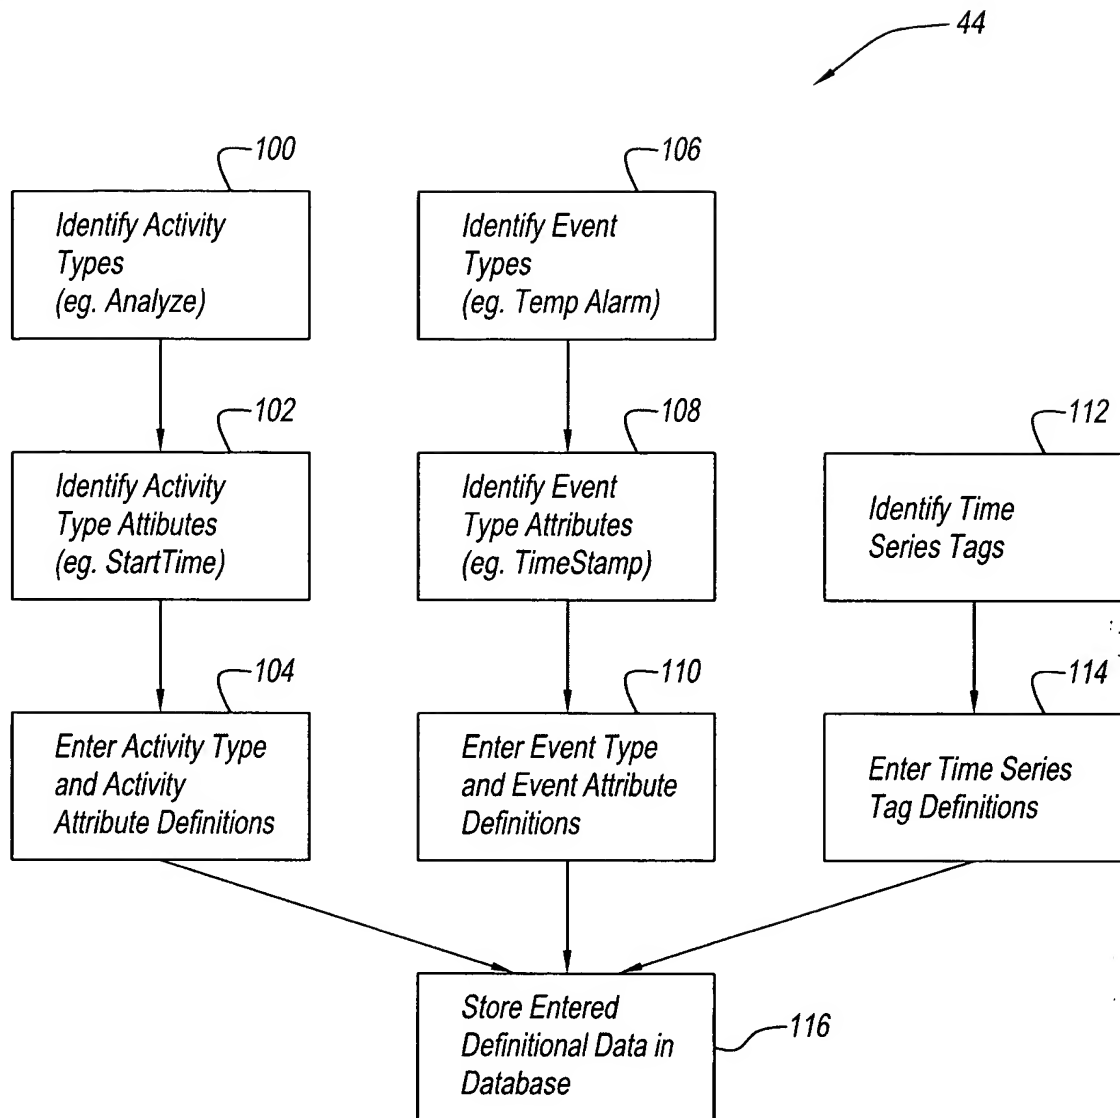 44
100
Identify Activity
Types
(eg. Analyze)
106
Identify Event
Types
(eg. Temp Alarm)
102
Identify Activity
Type Attibutes
(eg. StartTime)
108
Identify Event
Type Attributes
(eg. TimeStamp)
112
Identify Time
Series Tags
104
Enter Activity Type
and Activity
Attribute Definitions
110
Enter Event Type
and Event Attribute
Definitions
114
Enter Time Series
Tag Definitions
116
Store Entered
Definitional Data in
Database